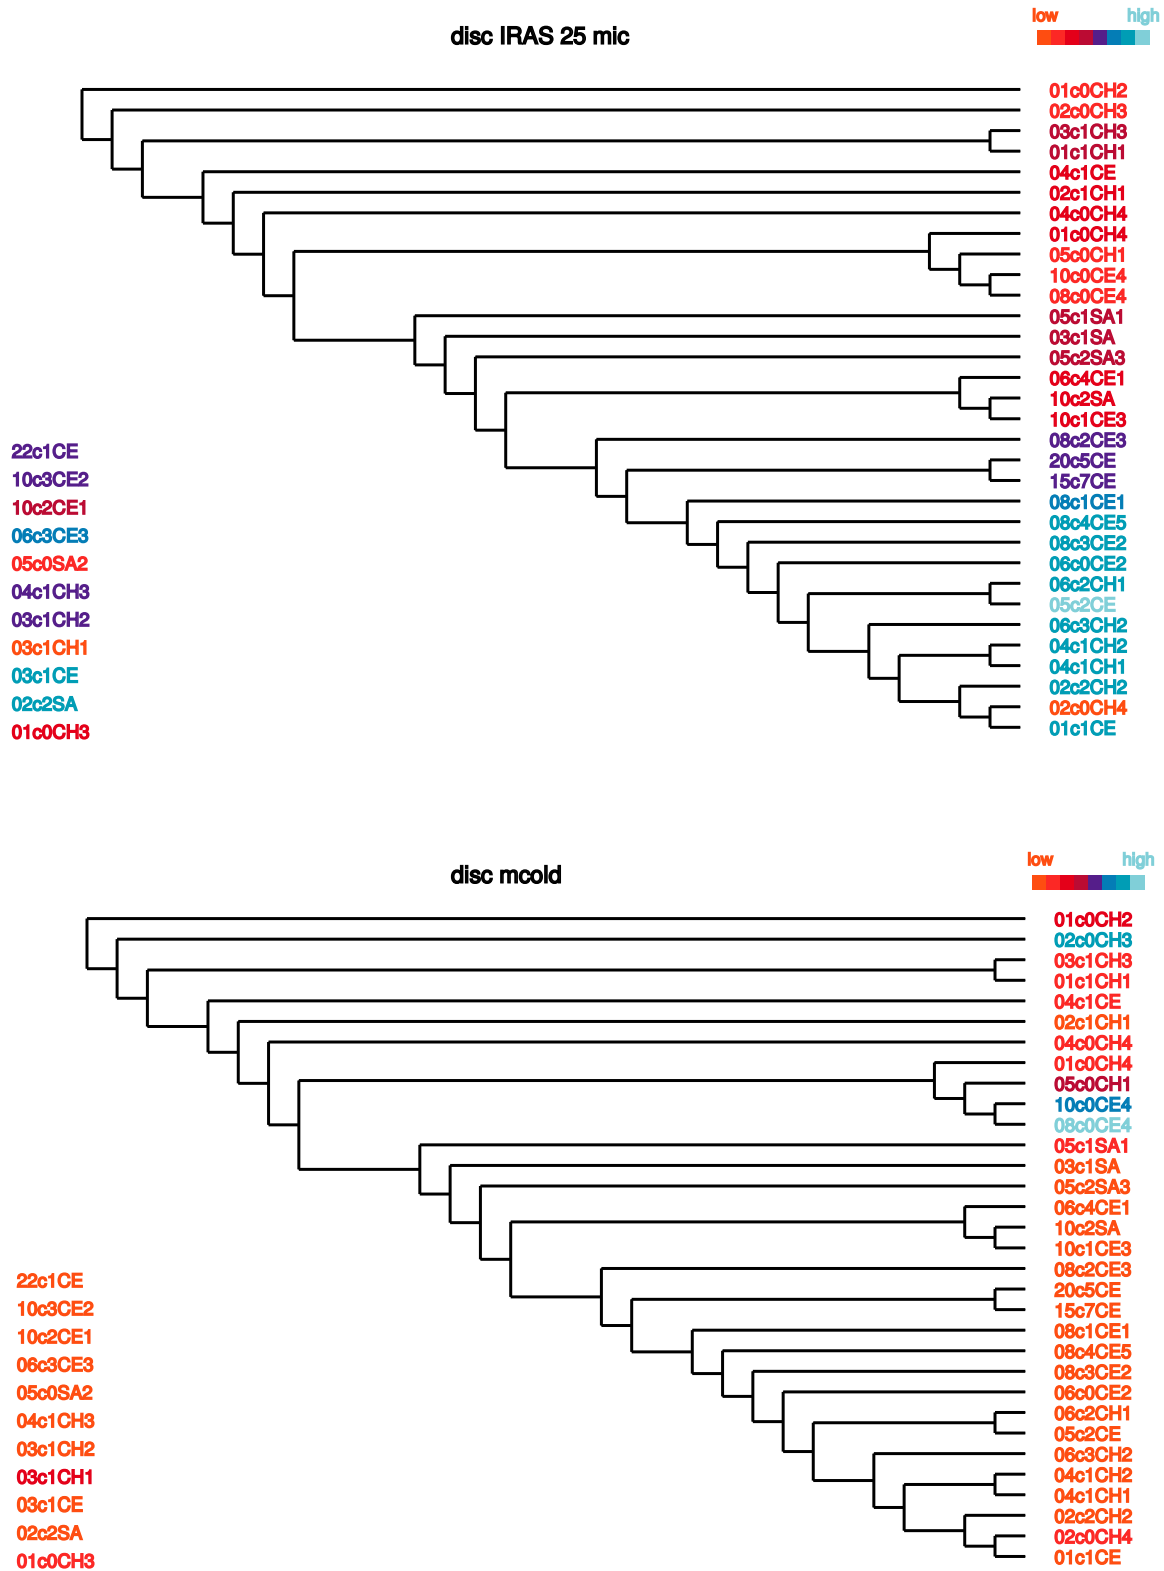 low high
disc IRAS 25 mic
01c0CH2
02c0CH3
03c1CH3
01c1CH1
04c1CE
02c1CH1
04c0CH4
01c0CH4
05c0CH1
10c0CE4
08c0CE4
05c1SA1
03c1SA
05c2SA3
06c4CE1
10c2SA
10c1CE3
08c2CE3
20c5CE
15c7CE
08c1CE1
08c4CE5
08c3CE2
06c0CE2
06c2CH1
05c2CE
06c3CH2
04c1CH2
04c1CH1
02c2CH2
02c0CH4
01c1CE
22c1CE
10c3CE2
10c2CE1
06c3CE3
05c0SA2
04c1CH3
03c1CH2
03c1CH1
03c1CE
02c2SA
01c0CH3
low high
disc mcold
01c0CH2
02c0CH3
03c1CH3
01c1CH1
04c1CE
02c1CH1
04c0CH4
01c0CH4
05c0CH1
10c0CE4
08c0CE4
05c1SA1
03c1SA
05c2SA3
06c4CE1
10c2SA
10c1CE3
08c2CE3
20c5CE
15c7CE
08c1CE1
08c4CE5
08c3CE2
06c0CE2
06c2CH1
05c2CE
06c3CH2
04c1CH2
04c1CH1
02c2CH2
02c0CH4
01c1CE
22c1CE
10c3CE2
10c2CE1
06c3CE3
05c0SA2
04c1CH3
03c1CH2
03c1CH1
03c1CE
02c2SA
01c0CH3